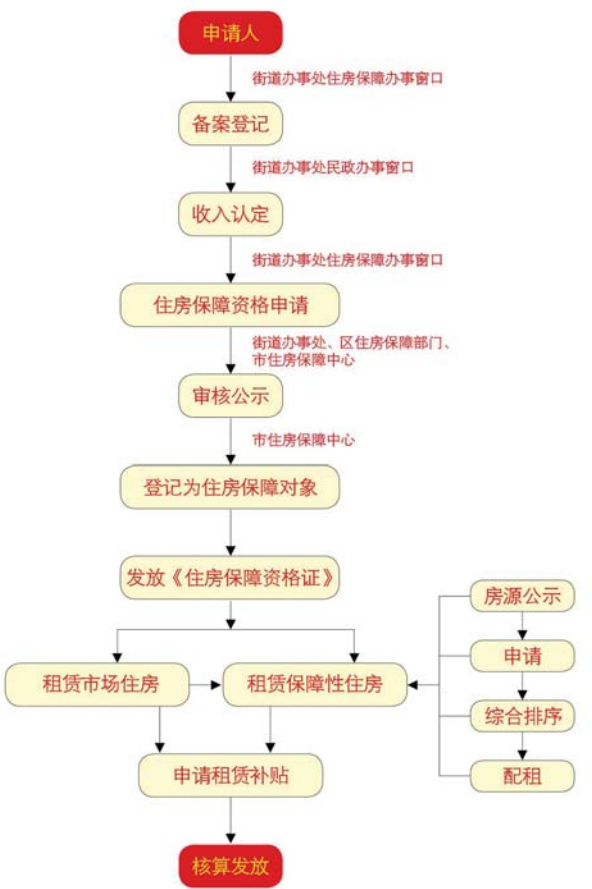 申请人
街道办事处住房保障办事窗口
备案登记
街道办事处民政办事窗口
收入认定
街道办事处住房保障办事窗口
住房保障资格申请
街道办事处、区住房保障部门、
市住房保障中心
审核公示
市住房保障中心
登记为住房保障对象
发放《住房保障资格证》
租赁市场住房
租赁保障性住房
房源公示
申请
综合排序
配租
申请租赁补贴
核算发放